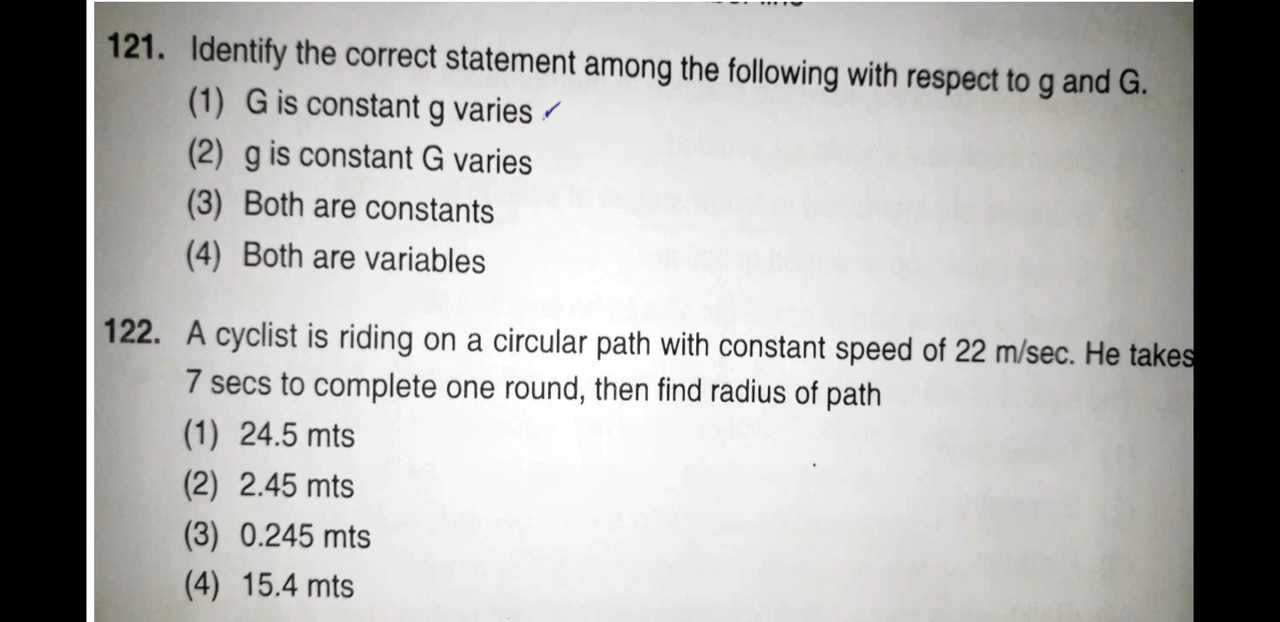 121. Identify the correct statement among the following with respect to g and G.
(1) G is constant g varies ✓
(2) g is constant G varies
(3) Both are constants
(4) Both are variables
122. A cyclist is riding on a circular path with constant speed of 22 m/sec. He takes
7 secs to complete one round, then find radius of path
(1) 24.5 mts
(2) 2.45 mts
(3) 0.245 mts
(4) 15.4 mts